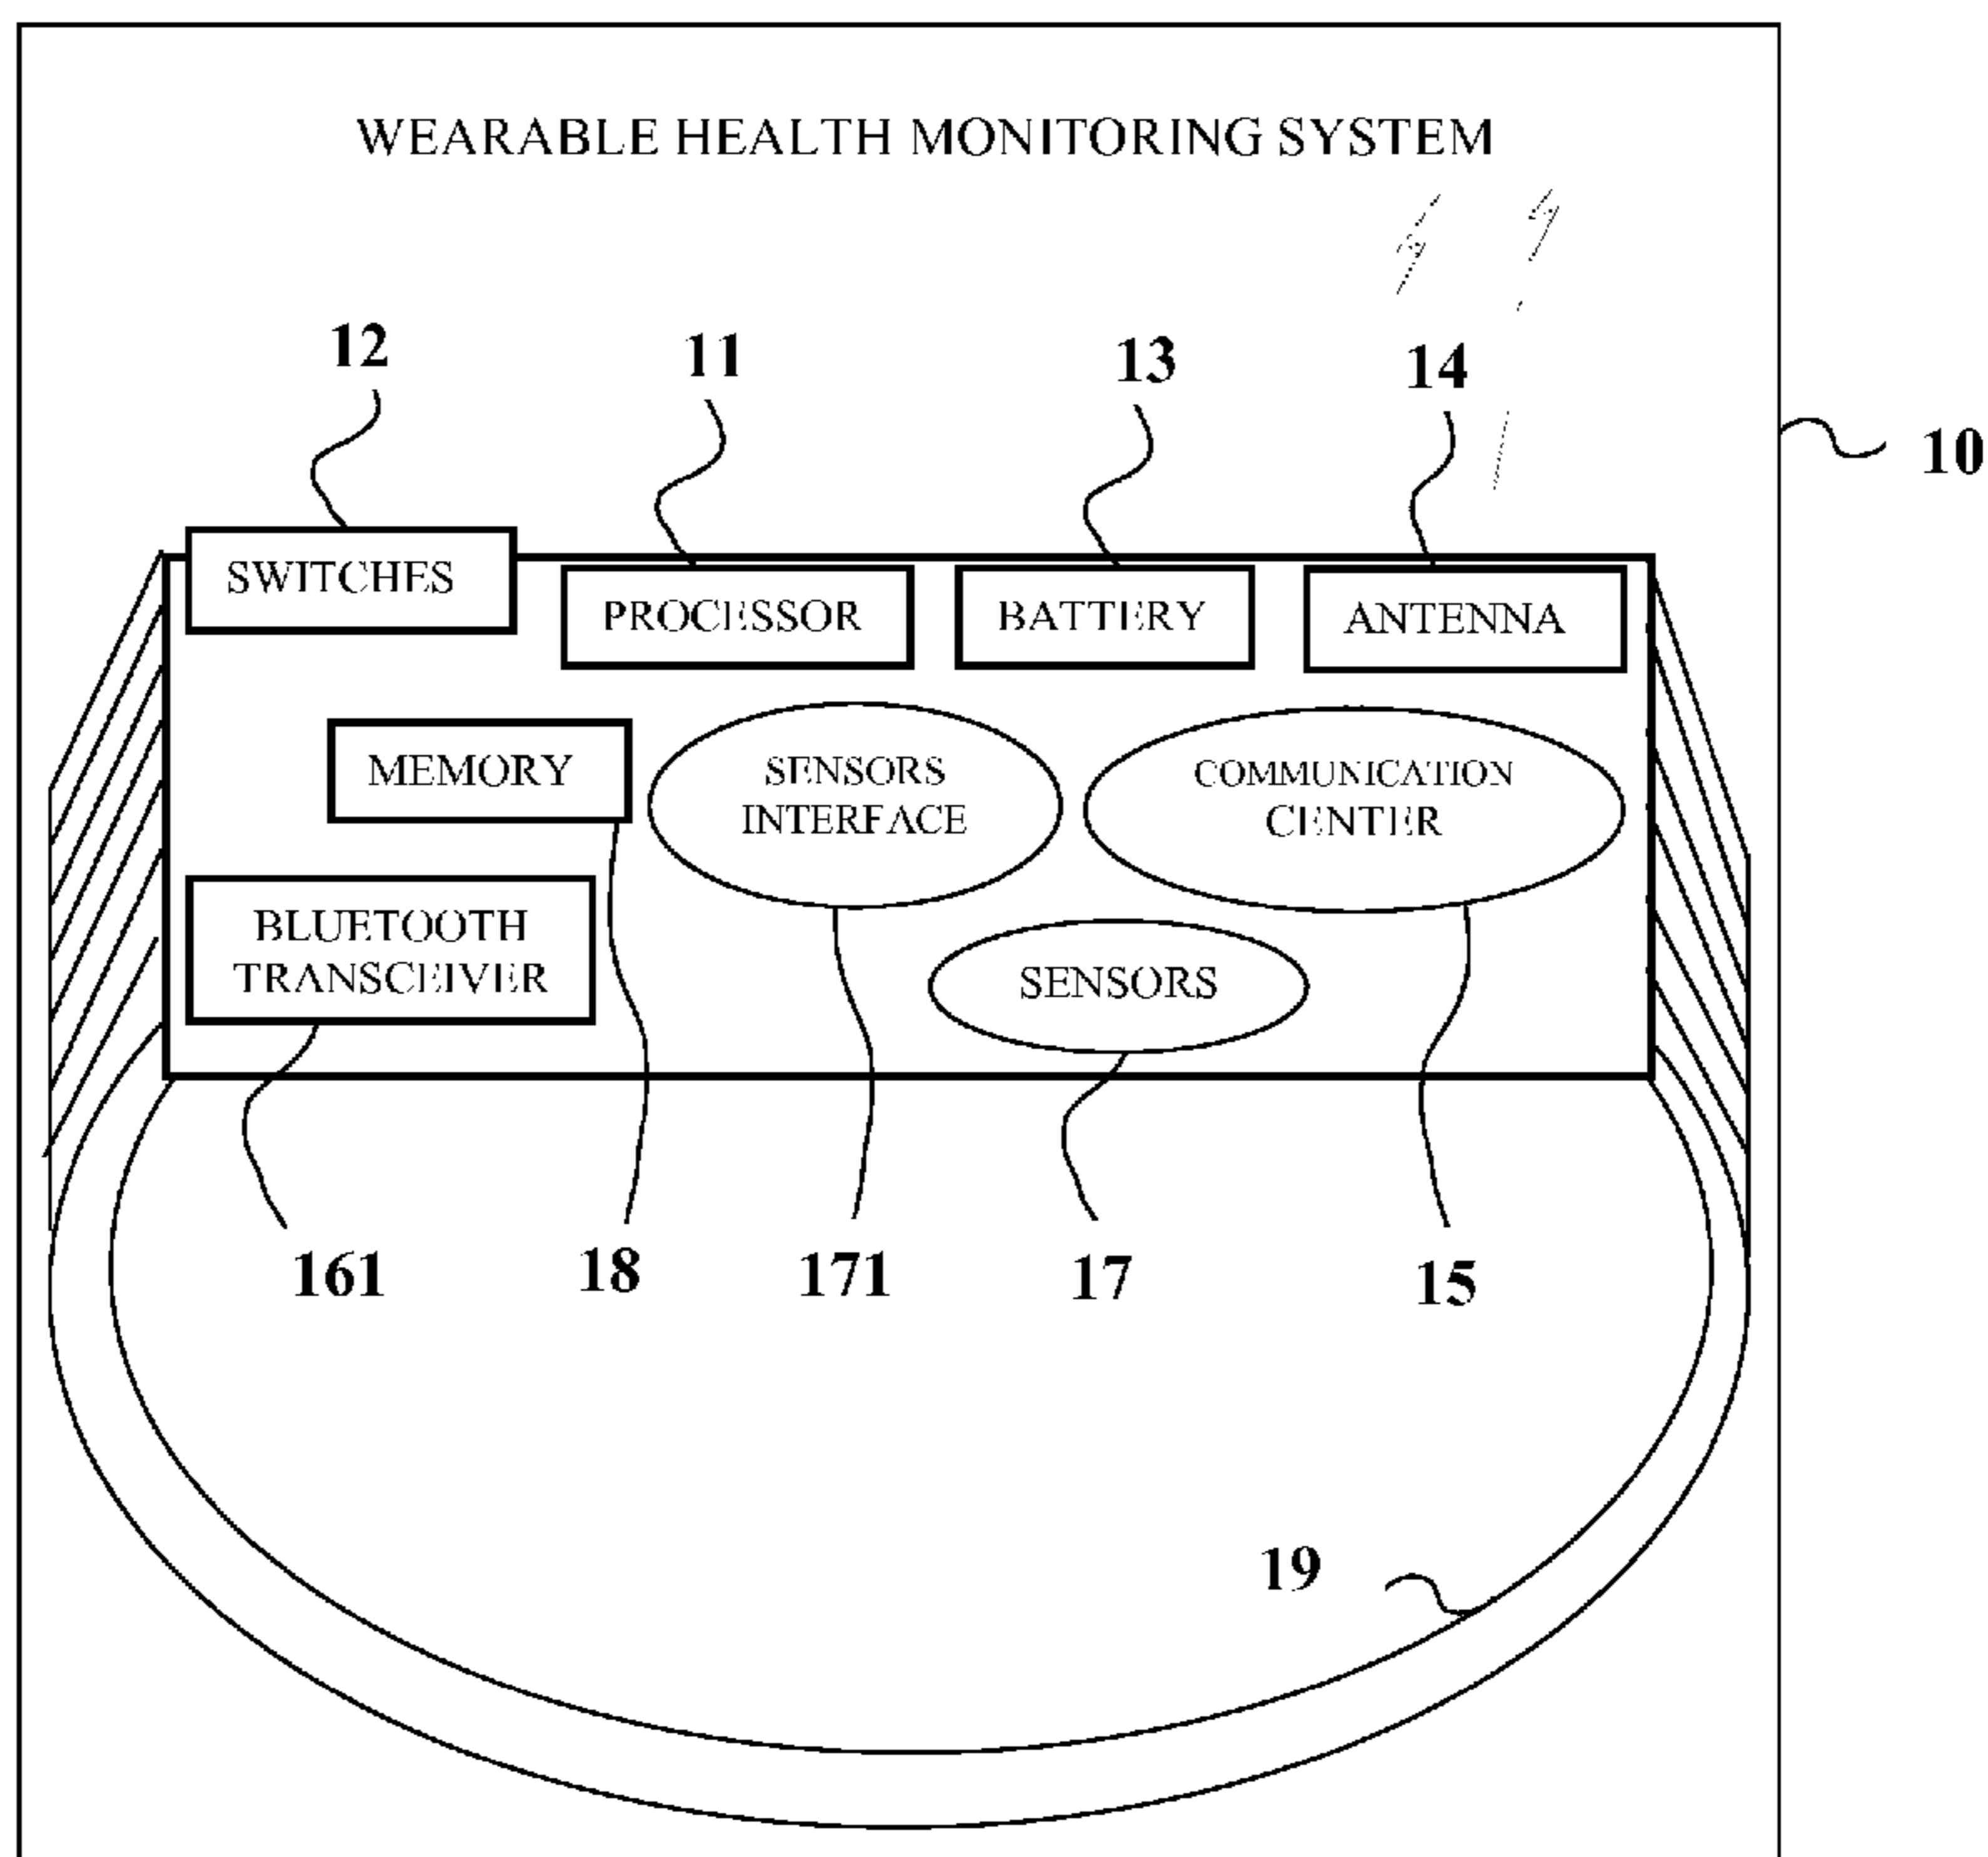 WEARABLE HEALTH MONITORING SYSTEM
12
11
13
14
10
SWITCHES
PROCESSOR
BATTERY
ANTENNA
MEMORY
SENSORS
INTERFACE
COMMUNICATION
CENTER
BLUETOOTH
TRANSCEIVER
SENSORS
161
18
171
17
15
19